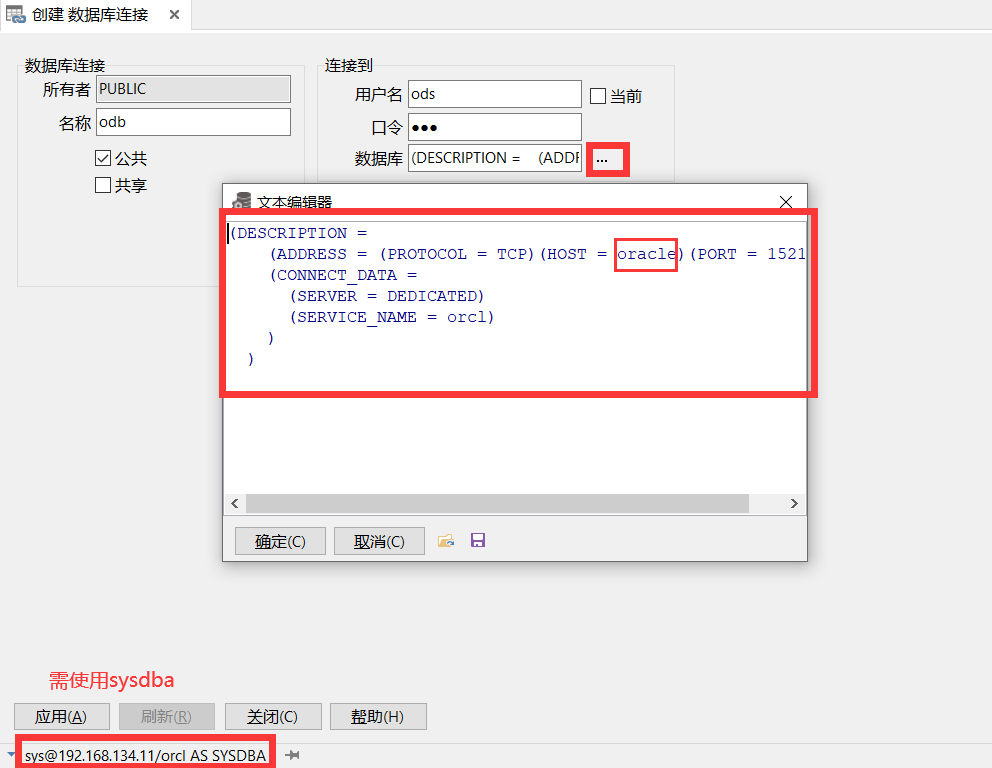 创建 数据库连接
数据库连接
所有者 PUBLIC
名称 odb
公共
共享
连接到
用户名 ods 当前
口令 ●●●
数据库 (DESCRIPTION = (ADDF ...
文本编辑器
(DESCRIPTION =
(ADDRESS = (PROTOCOL = TCP)(HOST = oracle)(PORT = 1521
(CONNECT_DATA =
(SERVER = DEDICATED)
(SERVICE_NAME = orcl)
)
)
确定(C) 取消(C)
需使用sysdba
应用(A) 刷新(R) 关闭(C) 帮助(H)
sys@192.168.134.11/orcl AS SYSDBA